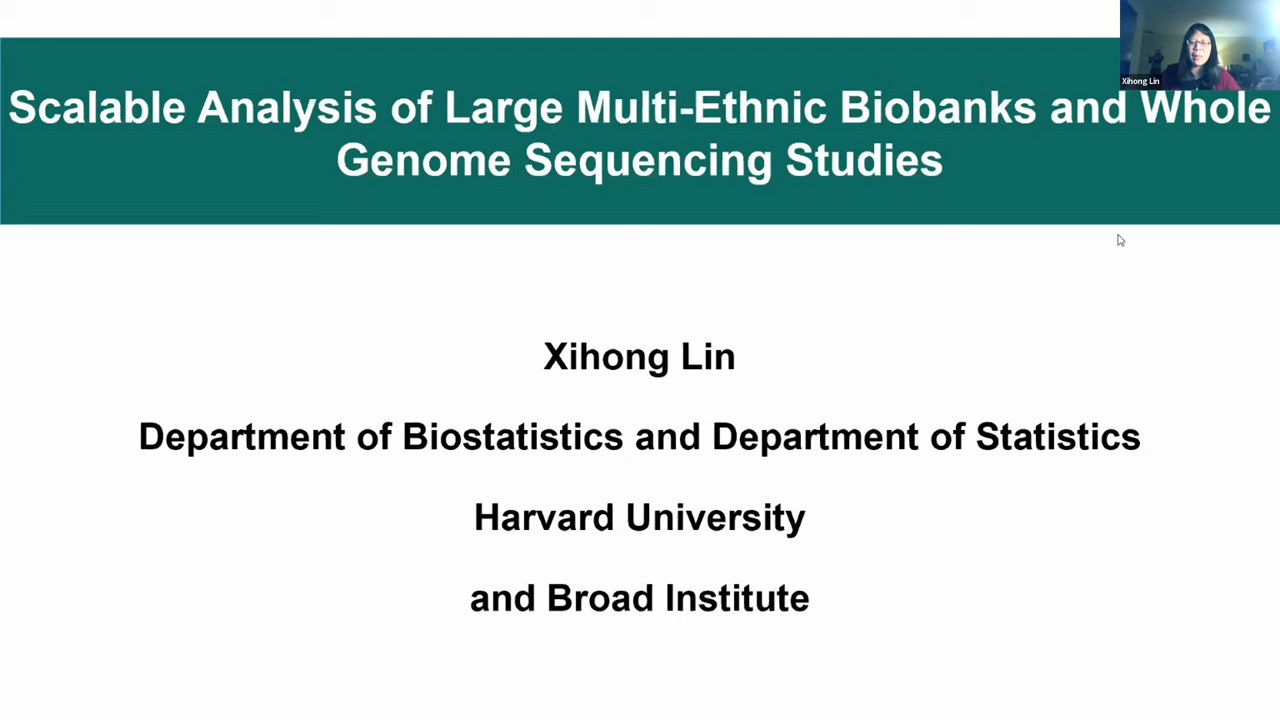 Xihong Lin
Scalable Analysis of Large Multi-Ethnic Biobanks and Whole
Genome Sequencing Studies
Xihong Lin
Department of Biostatistics and Department of Statistics
Harvard University
and Broad Institute